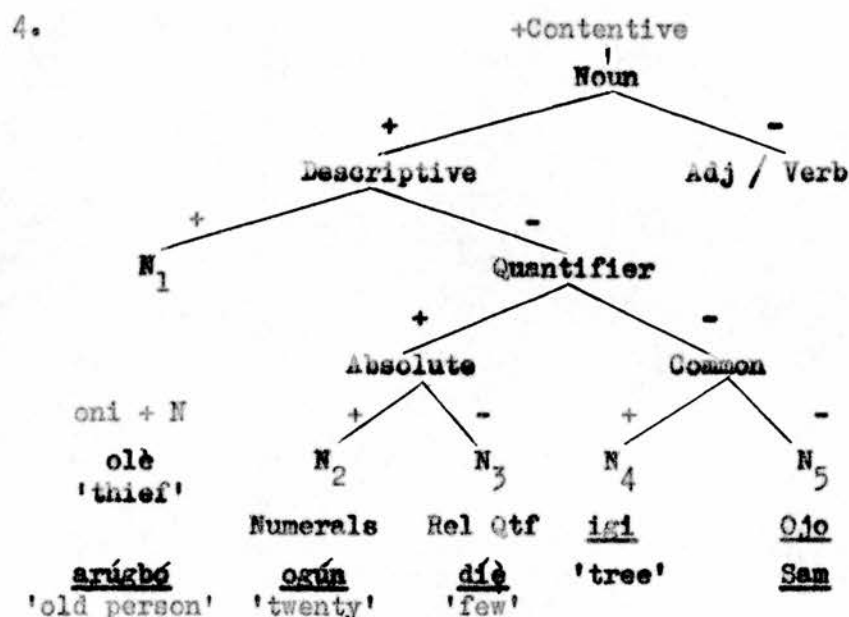 4. +Contentive
Noun
+ -
Descriptive Adj / Verb
+ -
N1 Quantifier
+ -
Absolute Common
oni + N + - + -
olè N2 N3 N4 N5
'thief'
Numerals Rel Qtf igi Ojo
arúgbó ogún díè 'tree' Sam
'old person' 'twenty' 'few'